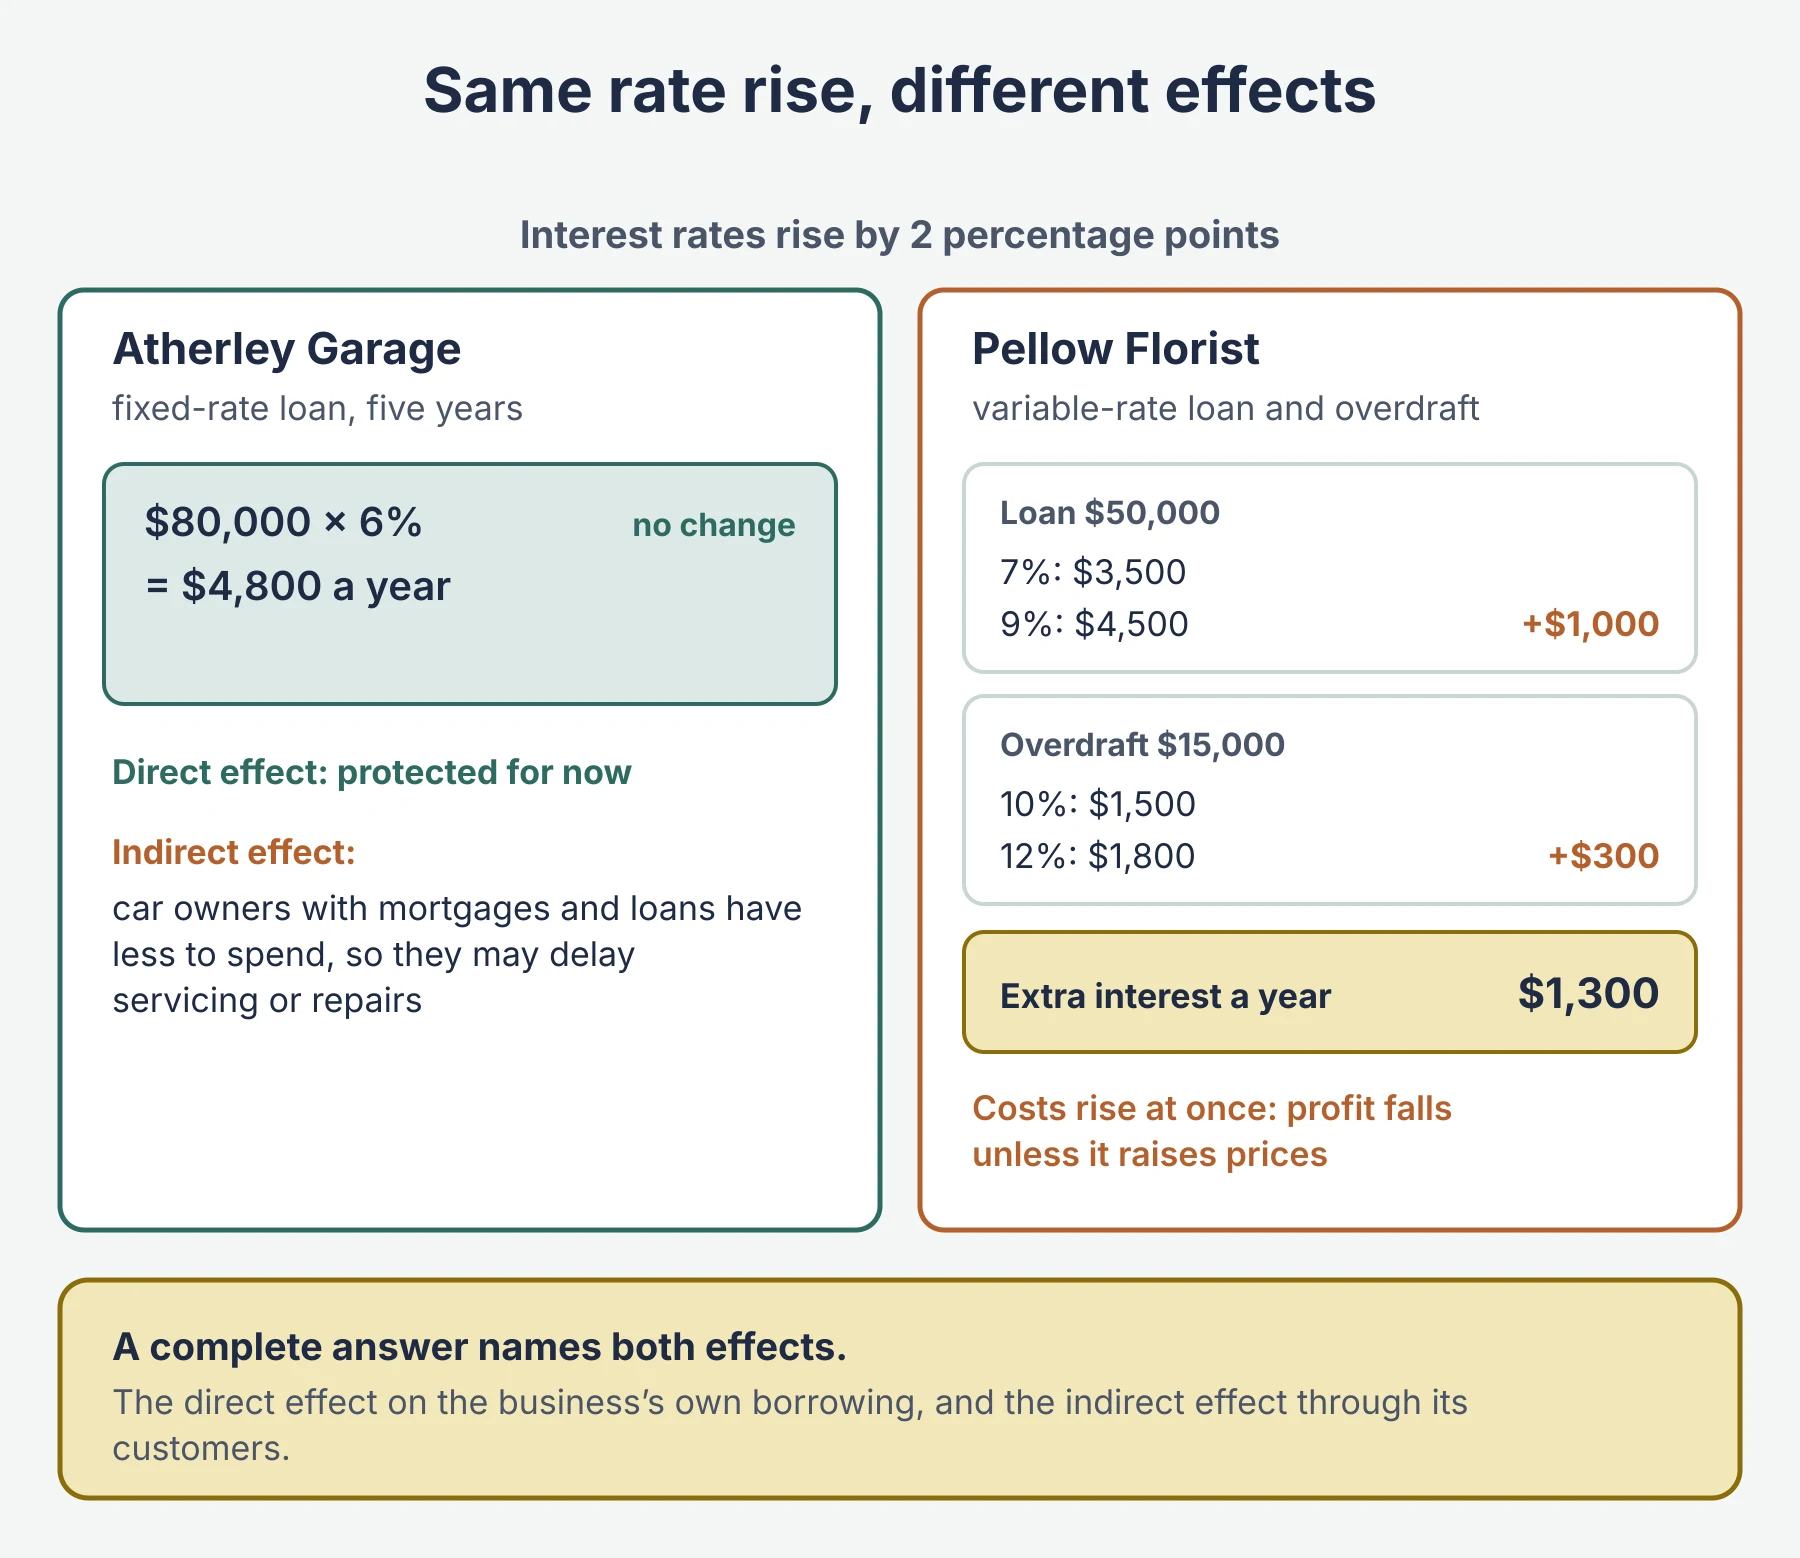 Same rate rise, different effects
Interest rates rise by 2 percentage points
Atherley Garage
fixed-rate loan, five years
$80,000 × 6%
no change
= $4,800 a year
Direct effect: protected for now
Indirect effect:
car owners with mortgages and loans have
less to spend, so they may delay
servicing or repairs
Pellow Florist
variable-rate loan and overdraft
Loan $50,000
7%: $3,500
9%: $4,500
+$1,000
Overdraft $15,000
10%: $1,500
12%: $1,800
+$300
Extra interest a year
$1,300
Costs rise at once: profit falls
unless it raises prices
A complete answer names both effects.
The direct effect on the business’s own borrowing, and the indirect effect through its
customers.